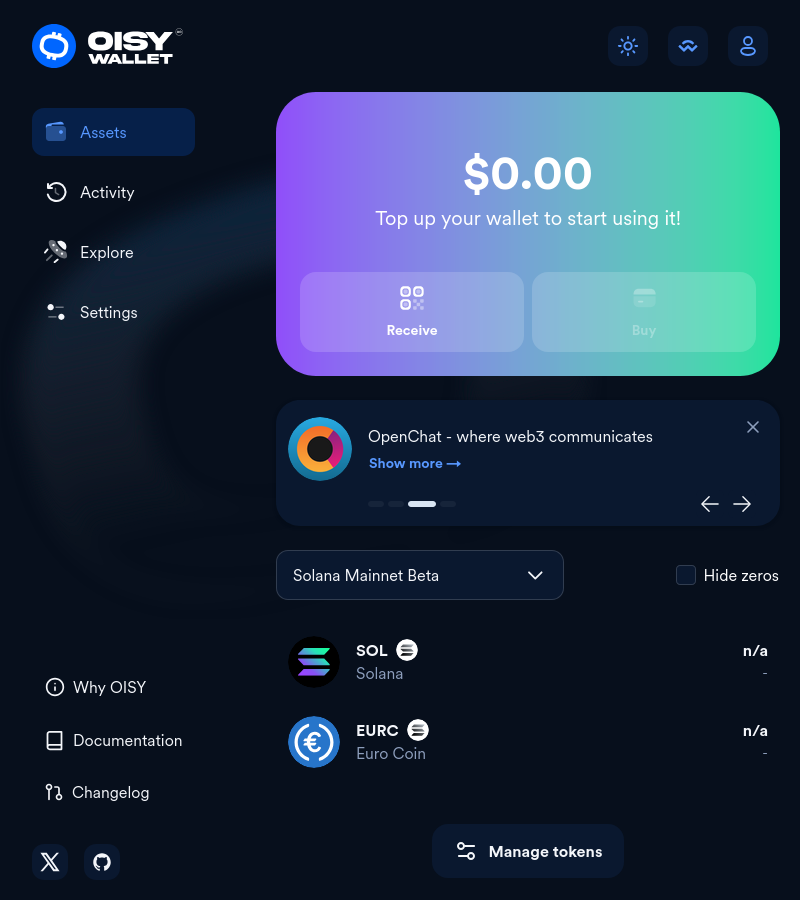 OISY
WALLET
Assets
Activity
Explore
Settings
$0.00
Top up your wallet to start using it!
Receive
Buy
OpenChat - where web3 communicates
Show more →
Solana Mainnet Beta
Hide zeros
SOL
n/a
Solana
-
EURC
n/a
Euro Coin
-
Why OISY
Documentation
Changelog
Manage tokens